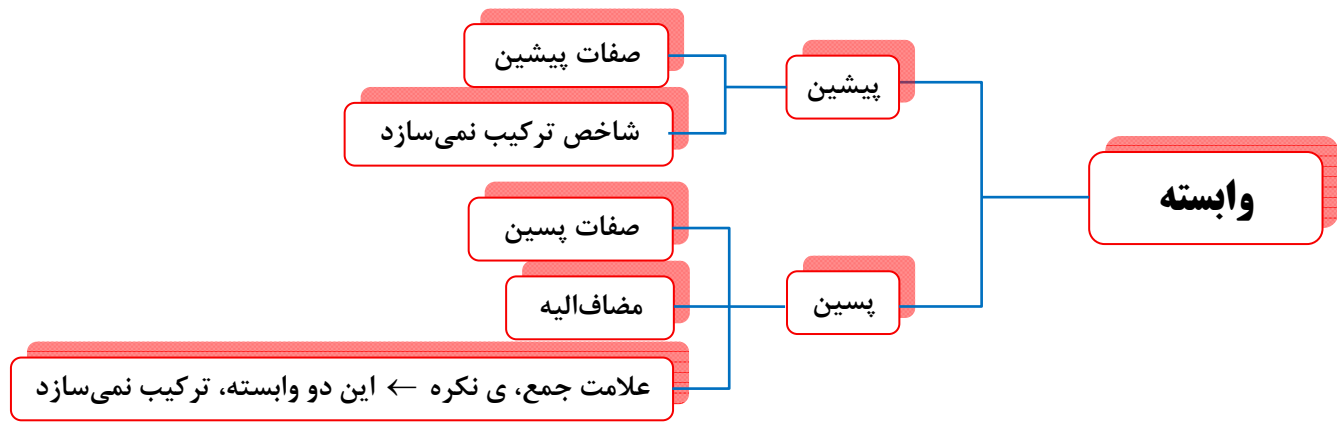 وابسته
پیشین
صفات پیشین
شاخص ترکیب نمی‌سازد
پسین
صفات پسین
مضاف‌الیه
علامت جمع، ی نکره ← این دو وابسته، ترکیب نمی‌سازد